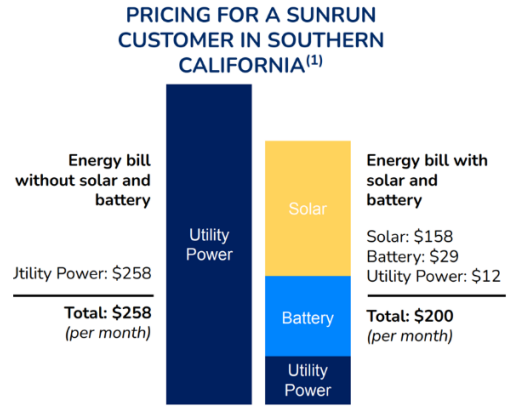 PRICING FOR A SUNRUN
CUSTOMER IN SOUTHERN
CALIFORNIA(1)
Energy bill
without solar and
battery
Utility Power: $258
Total: $258
(per month)
Utility
Power
Solar
Battery
Utility
Power
Energy bill with
solar and
battery
Solar: $158
Battery: $29
Utility Power: $12
Total: $200
(per month)